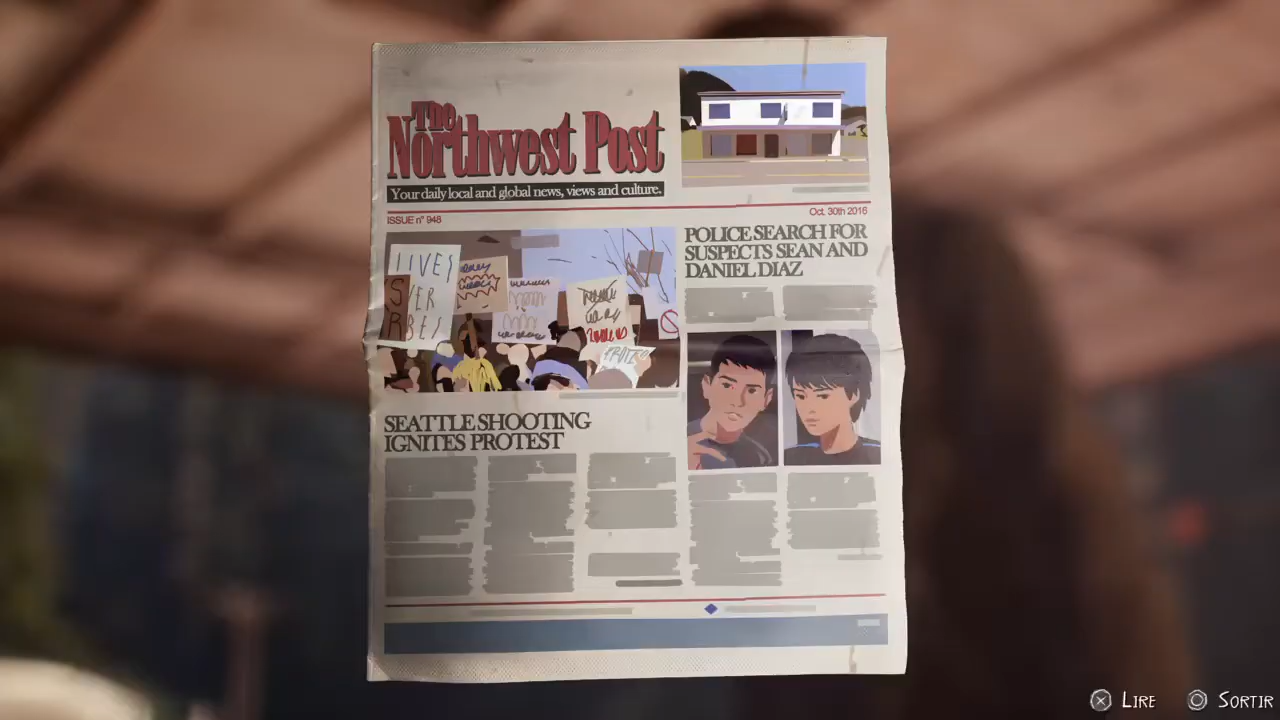 The
Northwest Post
Your daily local and global news, views and culture.
ISSUE n° 948
Oct. 30th 2016
LIVES
POLICE SEARCH FOR
SUSPECTS SEAN AND
DANIEL DIAZ
SEATTLE SHOOTING
IGNITES PROTEST
LIRE
SORTIR